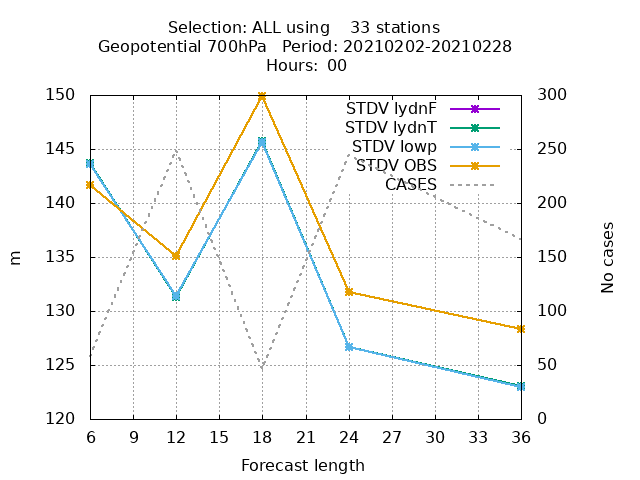 Selection: ALL using    33 stations
Geopotential 700hPa   Period: 20210202-20210228
Hours: 00
150
145
140
135
130
125
120
m
300
250
200
150
100
50
0
No cases
STDV lydnF
STDV lydnT
STDV lowp
STDV OBS
CASES
6 9 12 15 18 21 24 27 30 33 36
Forecast length